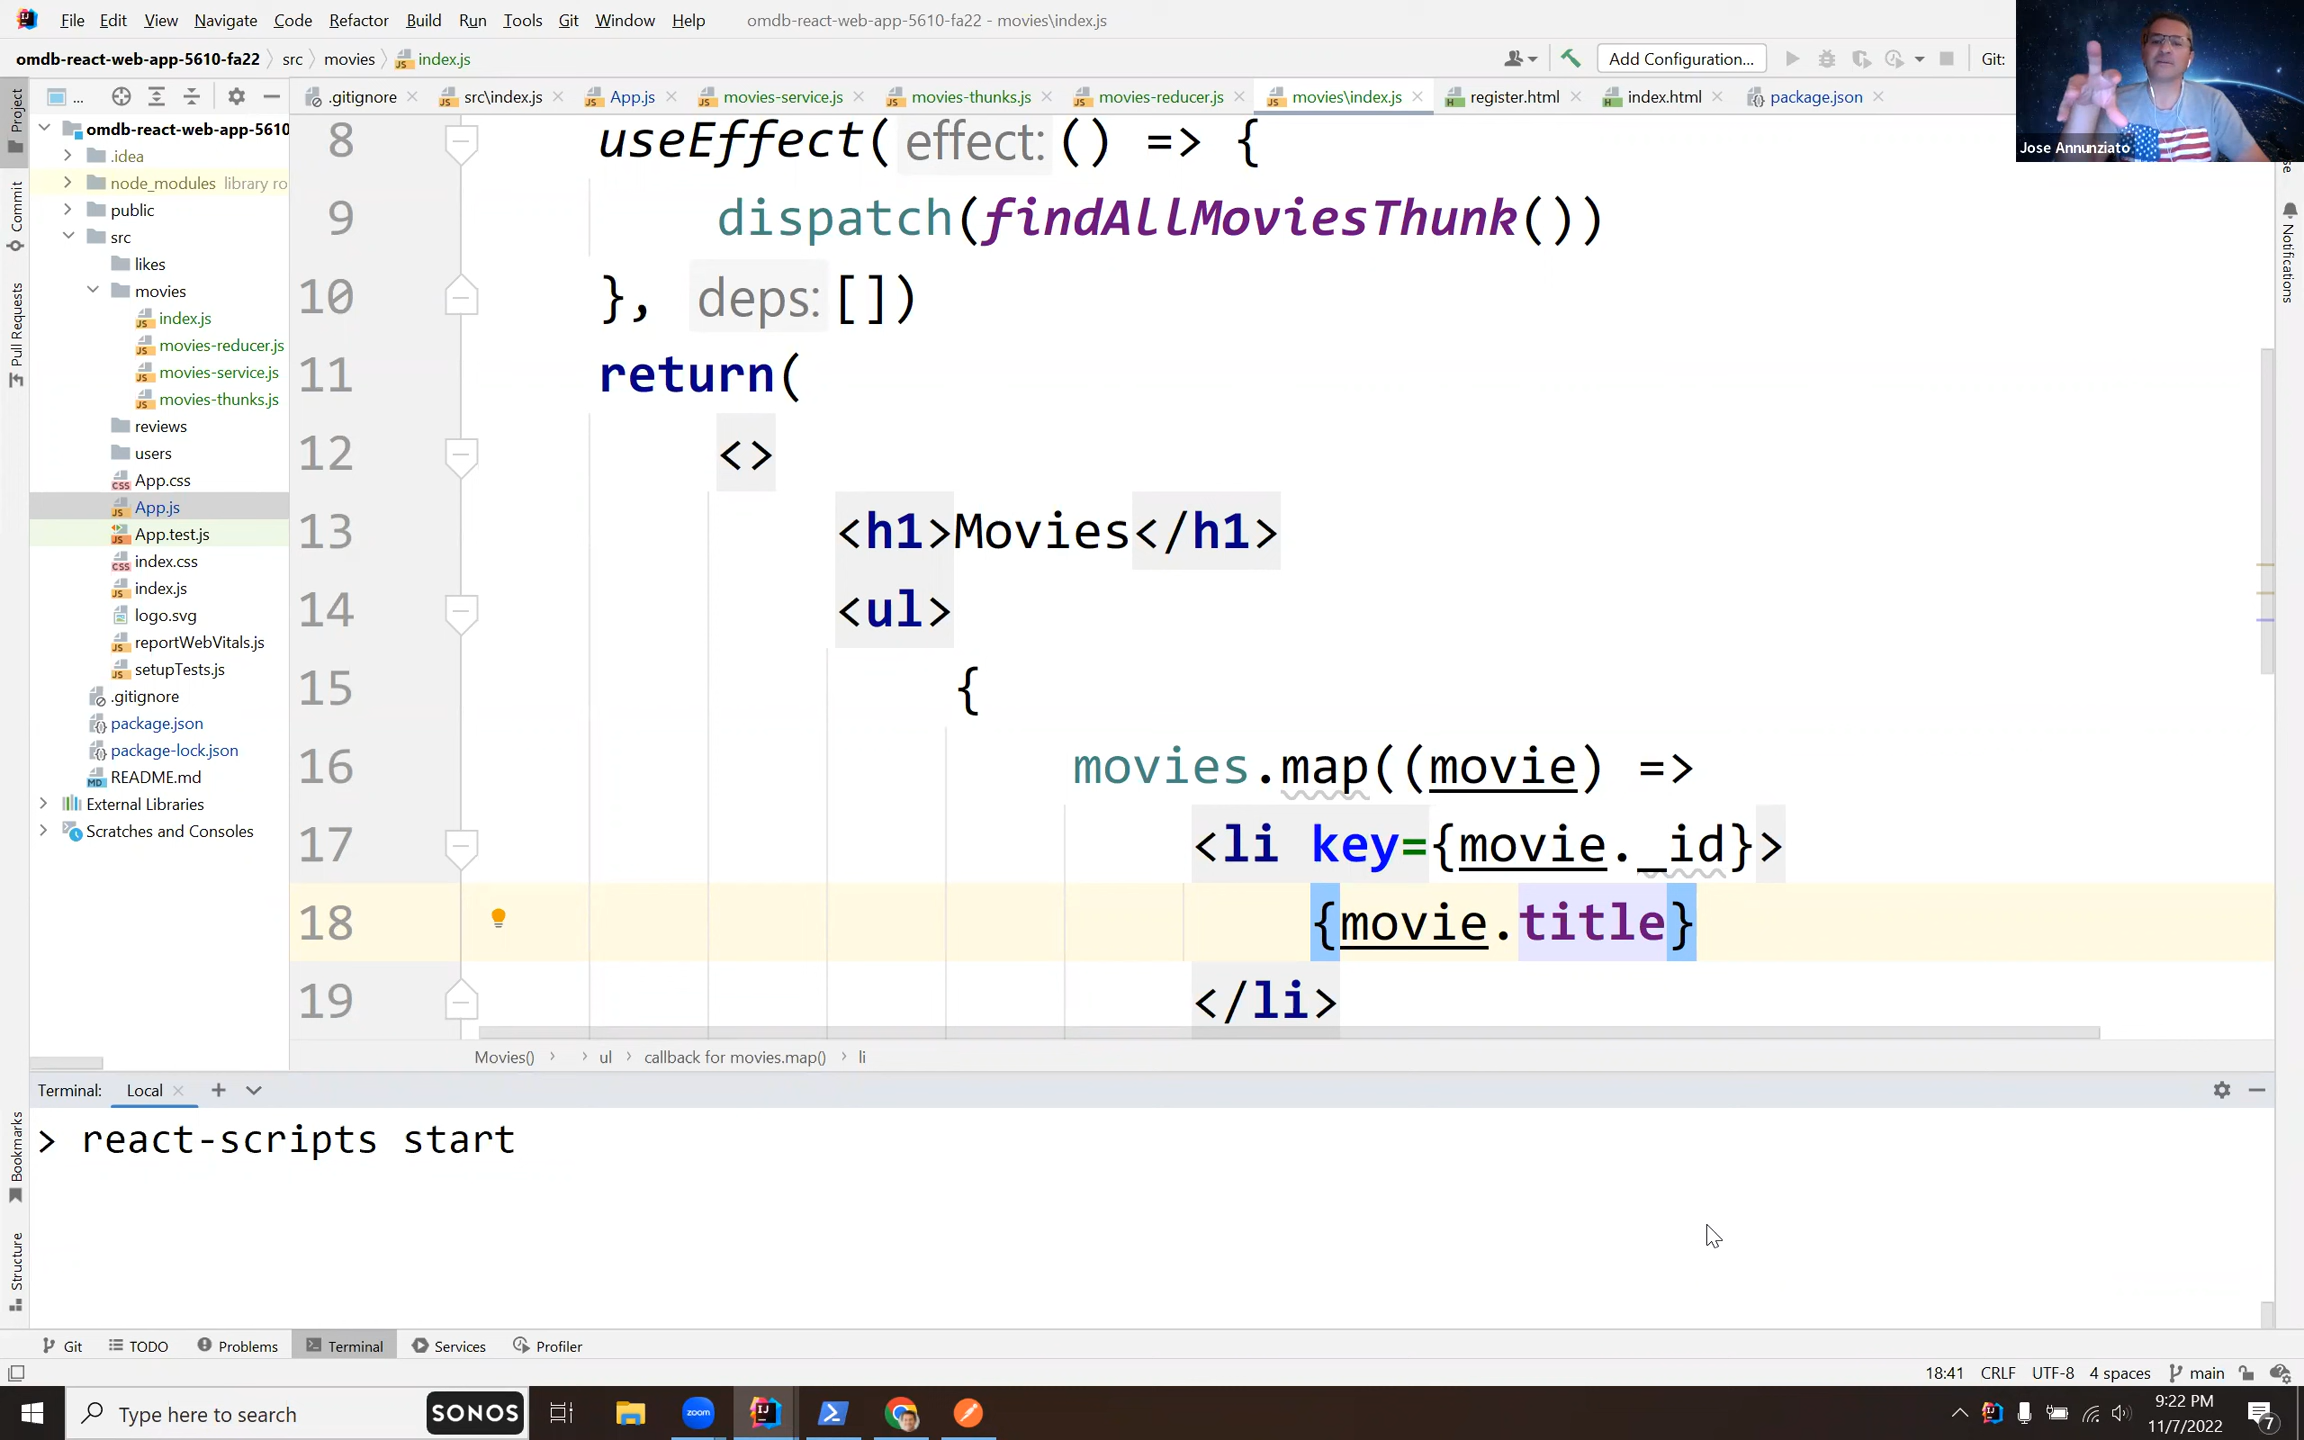 File Edit View Navigate Code Refactor Build Run Tools Git Window Help omdb-react-web-app-5610-fa22 - movies\index.js
omdb-react-web-app-5610-fa22 src movies index.js Add Configuration... Git:
Jose Annunziato
... .gitignore src\index.js App.js movies-service.js movies-thunks.js movies-reducer.js movies\index.js register.html index.html package.json
Project
Commit
Pull Requests
Bookmarks
Structure
Notifications
omdb-react-web-app-5610
.idea
node_modules library ro
public
src
likes
movies
index.js
movies-reducer.js
movies-service.js
movies-thunks.js
reviews
users
App.css
App.js
App.test.js
index.css
index.js
logo.svg
reportWebVitals.js
setupTests.js
.gitignore
package.json
package-lock.json
README.md
External Libraries
Scratches and Consoles
8 useEffect( effect: () => {
9 dispatch(findAllMoviesThunk())
10 }, deps: [])
11 return(
12 <>
13 <h1>Movies</h1>
14 <ul>
15 {
16 movies.map((movie) =>
17 <li key={movie._id}>
18 {movie.title}
19 </li>
Movies() ul callback for movies.map() li
Terminal: Local
> react-scripts start
Git TODO Problems Terminal Services Profiler
18:41 CRLF UTF-8 4 spaces main
Type here to search SONOS zoom 9:22 PM
11/7/2022 7